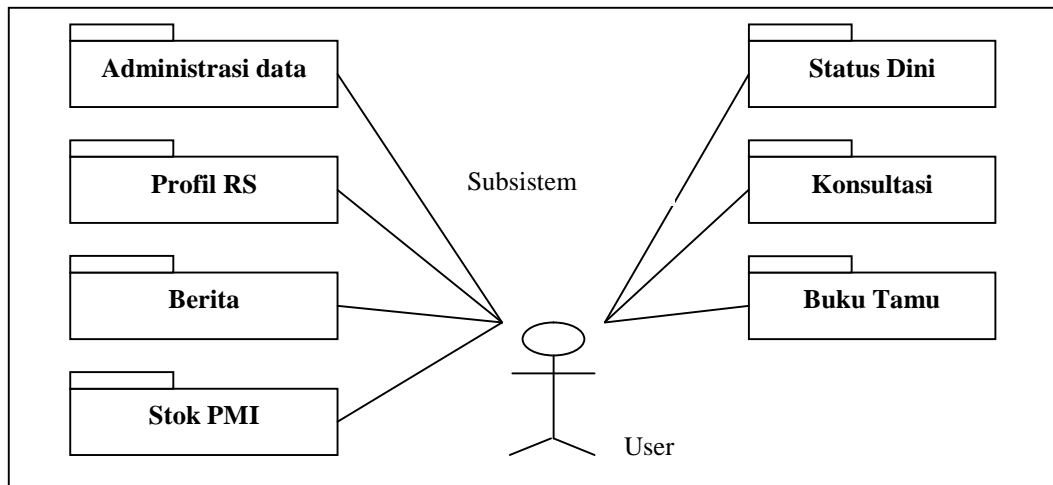 Administrasi data
Status Dini
Profil RS
Subsistem
Konsultasi
Berita
Buku Tamu
Stok PMI
User